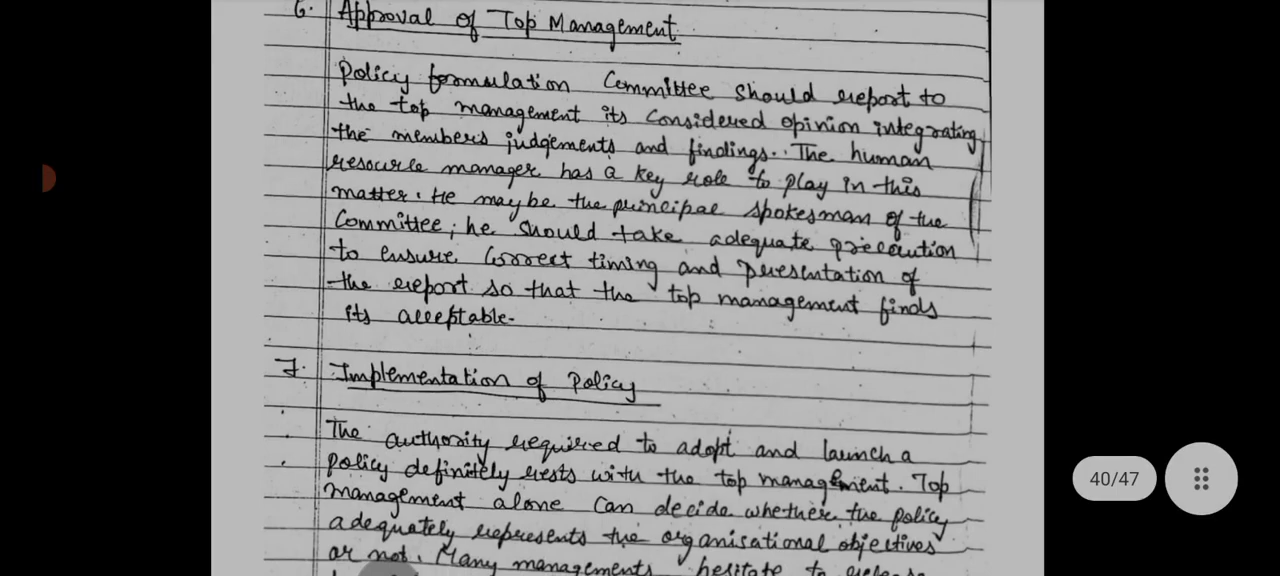 6. Approval of Top Management
Policy formulation Committee should report to
the top management its considered opinion integrating
the members judgements and findings. The human
resource manager has a key role to play in this
matter. He may be the principal spokesman of the
Committee; he should take adequate precaution
to ensure correct timing and presentation of
the report so that the top management finds
its acceptable.
7. Implementation of Policy
The authority required to adopt and launch a
policy definitely rests with the top management. Top
management alone can decide whether the policy
adequately represents the organisational objectives
or not. Many managements hesitate to
40/47